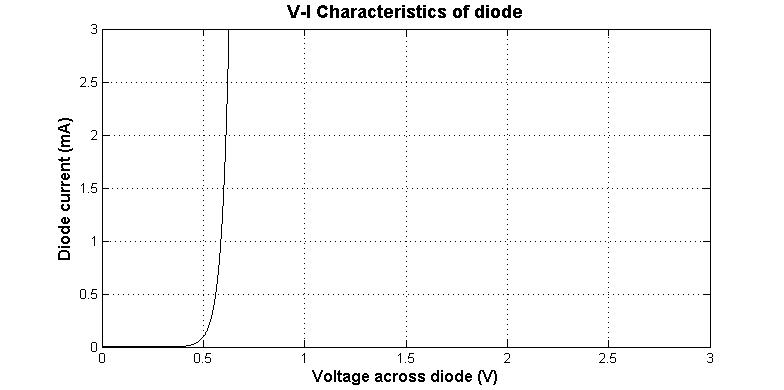 V-I Characteristics of diode
3
2.5
2
1.5
1
0.5
0
Diode current (mA)
0 0.5 1 1.5 2 2.5 3
Voltage across diode (V)